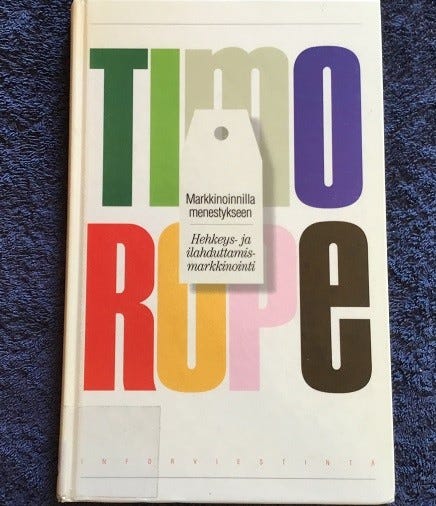 TImO
Markkinoinnilla
menestykseen
Hehkeys- ja
ilahduttamis-
markkinointi
ROPe
INFORVIESTINTÄ